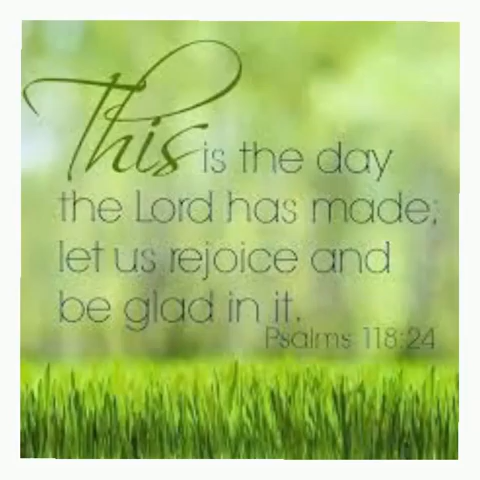 This is the day
the Lord has made;
let us rejoice and
be glad in it.
Psalms 118:24